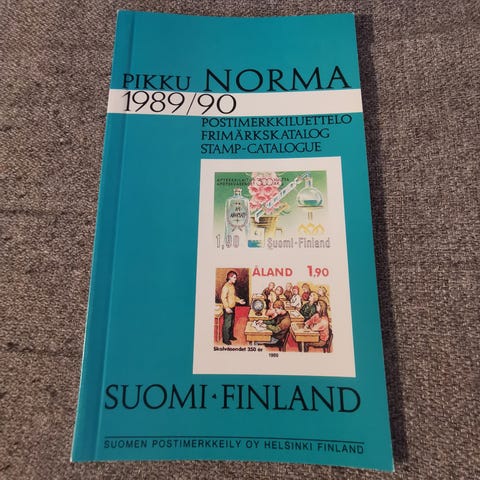 PIKKU NORMA
1989/90
POSTIMERKKILUETTELO
FRIMÄRKSKATALOG
STAMP-CATALOGUE
300
1,90 SUOMI-FINLAND
ÅLAND 1,90
Skolväsendet 350 år
1989
SUOMI · FINLAND
SUOMEN POSTIMERKKEILY OY HELSINKI FINLAND